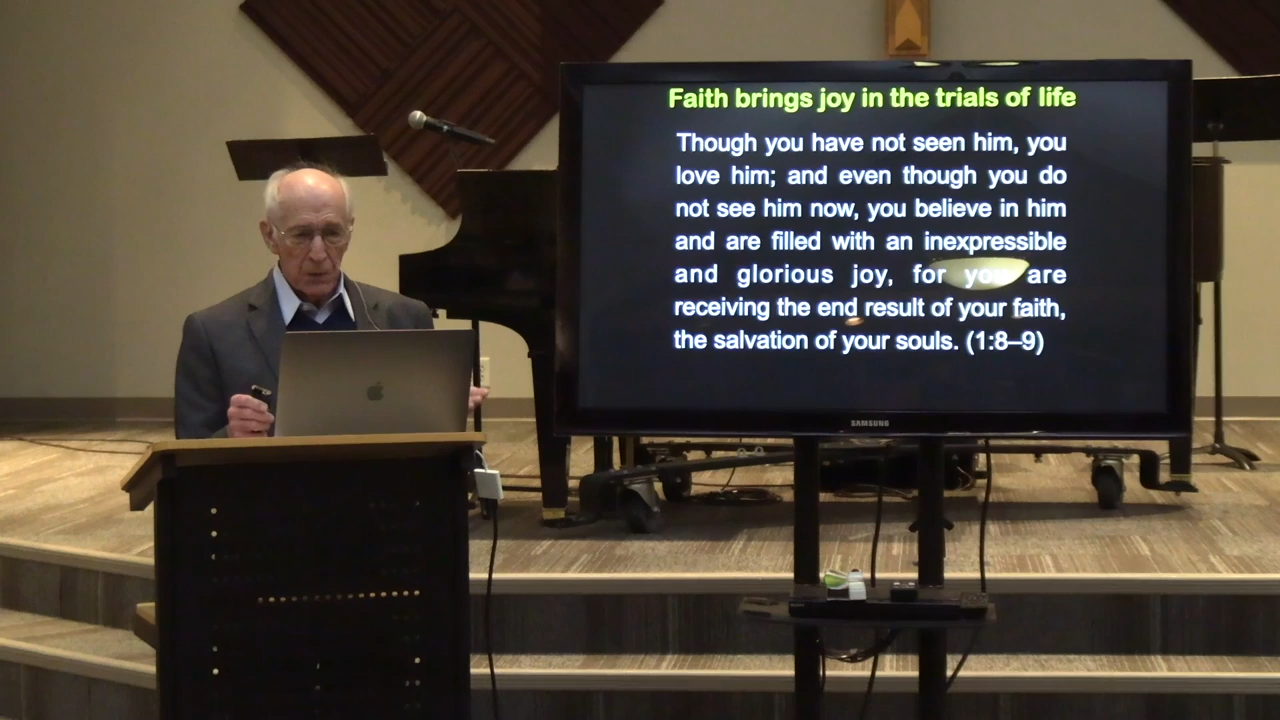 Faith brings joy in the trials of life
Though you have not seen him, you
love him; and even though you do
not see him now, you believe in him
and are filled with an inexpressible
and glorious joy, for you are
receiving the end result of your faith,
the salvation of your souls. (1:8–9)
SAMSUNG